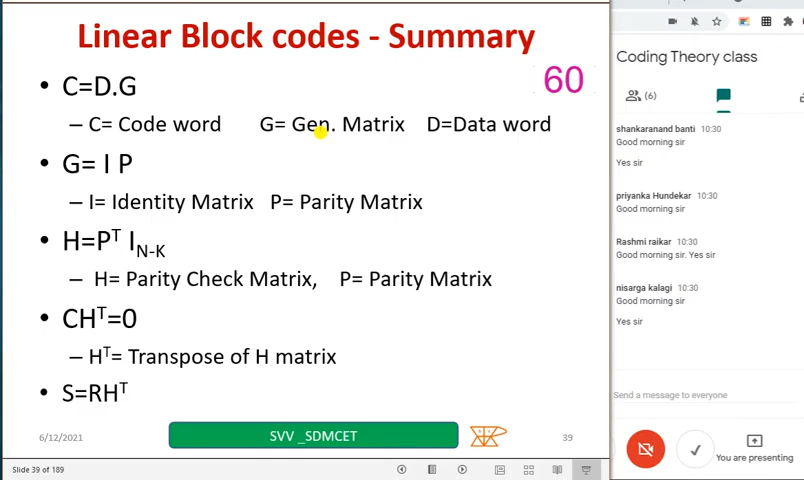 Linear Block codes - Summary
60
• C=D.G
– C= Code word G= Gen. Matrix D=Data word
• G= I P
– I= Identity Matrix P= Parity Matrix
• H=Pᵀ I_N-K
– H= Parity Check Matrix, P= Parity Matrix
• CHᵀ=0
– Hᵀ= Transpose of H matrix
• S=RHᵀ
6/12/2021
SVV _SDMCET
39
Slide 39 of 189
Coding Theory class
(6)
shankaranand banti 10:30
Good morning sir
Yes sir
priyanka Hundekar 10:30
Good morning sir
Rashmi raikar 10:30
Good morning sir. Yes sir
nisarga kalagi 10:30
Good morning sir
Yes sir
Send a message to everyone
You are presenting